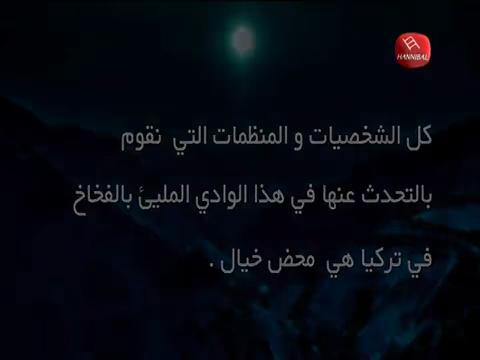 HANNIBAL
كل الشخصيات و المنظمات التي نقوم
بالتحدث عنها في هذا الوادي المليئ بالفخاخ
في تركيا هي محض خيال .